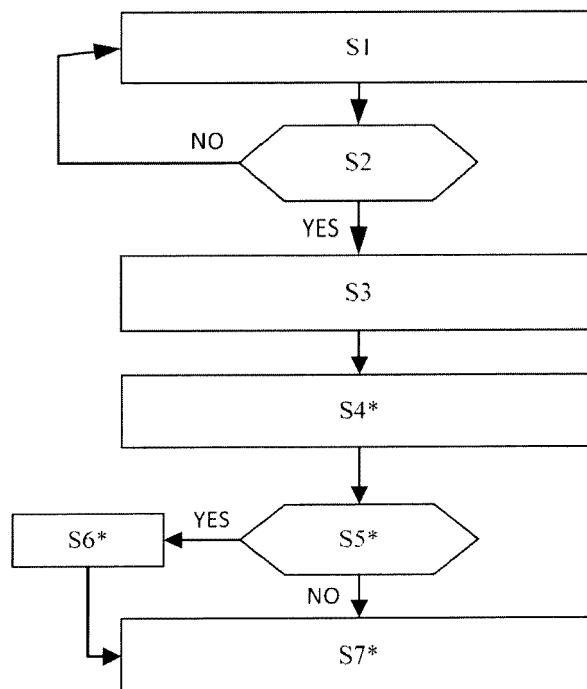 S1
NO
S2
YES
S3
S4*
YES
S5*
S6*
NO
S7*